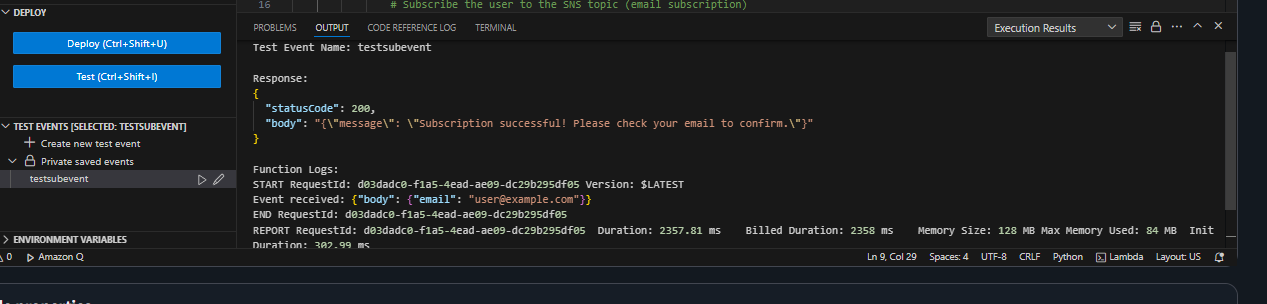 DEPLOY
Deploy (Ctrl+Shift+U)
Test (Ctrl+Shift+I)
TEST EVENTS [SELECTED: TESTSUBEVENT]
Create new test event
Private saved events
testsubevent
ENVIRONMENT VARIABLES
16 # Subscribe the user to the SNS topic (email subscription)
PROBLEMS OUTPUT CODE REFERENCE LOG TERMINAL Execution Results
Test Event Name: testsubevent
Response:
{
"statusCode": 200,
"body": "{\"message\": \"Subscription successful! Please check your email to confirm.\"}"
}
Function Logs:
START RequestId: d03dadc0-f1a5-4ead-ae09-dc29b295df05 Version: $LATEST
Event received: {"body": {"email": "user@example.com"}}
END RequestId: d03dadc0-f1a5-4ead-ae09-dc29b295df05
REPORT RequestId: d03dadc0-f1a5-4ead-ae09-dc29b295df05 Duration: 2357.81 ms Billed Duration: 2358 ms Memory Size: 128 MB Max Memory Used: 84 MB Init
Duration: 302.99 ms
0 Amazon Q Ln 9, Col 29 Spaces: 4 UTF-8 CRLF Python Lambda Layout: US